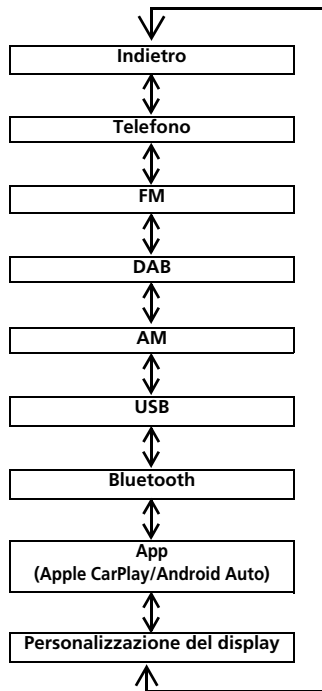 Indietro
Telefono
FM
DAB
AM
USB
Bluetooth
App
(Apple CarPlay/Android Auto)
Personalizzazione del display